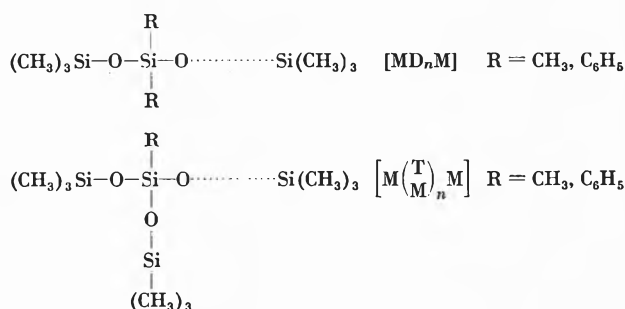 R
(CH₃)₃Si—O—Si—O··········Si(CH₃)₃ [MDₙM] R = CH₃, C₆H₅
R
R
(CH₃)₃Si—O—Si—O········Si(CH₃)₃ [M(T/M)ₙM] R = CH₃, C₆H₅
O
Si
(CH₃)₃